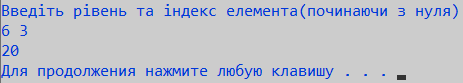 Введіть рівень та індекс елемента(починаючи з нуля)
6 3
20
Для продолжения нажмите любую клавишу . . .